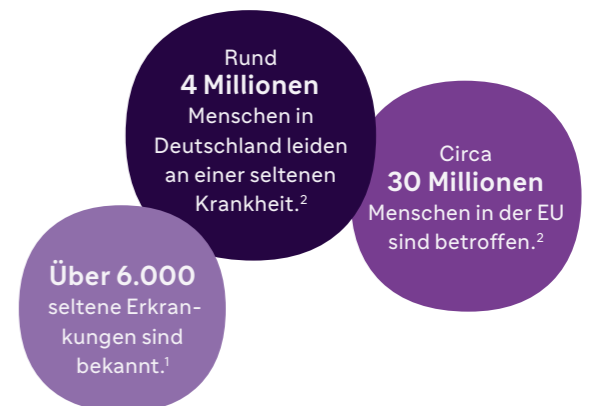 Rund
4 Millionen
Menschen in
Deutschland leiden
an einer seltenen
Krankheit.²
Circa
30 Millionen
Menschen in der EU
sind betroffen.²
Über 6.000
seltene Erkran-
kungen sind
bekannt.¹